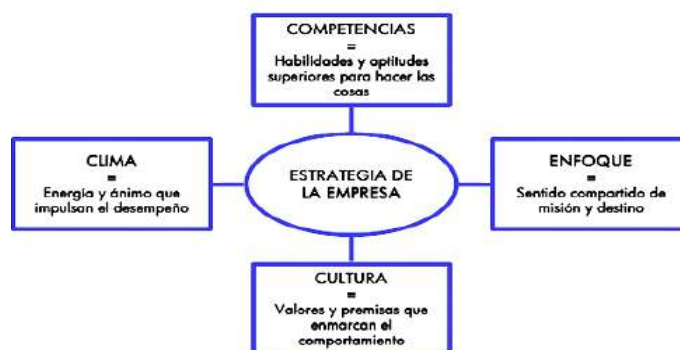 COMPETENCIAS
=
Habilidades y aptitudes
superiores para hacer las
cosas
CLIMA
=
Energía y ánimo que
impulsan el desempeño
ESTRATEGIA DE
LA EMPRESA
ENFOQUE
=
Sentido compartido de
misión y destino
CULTURA
=
Valores y premisas que
enmarcan el
comportamiento